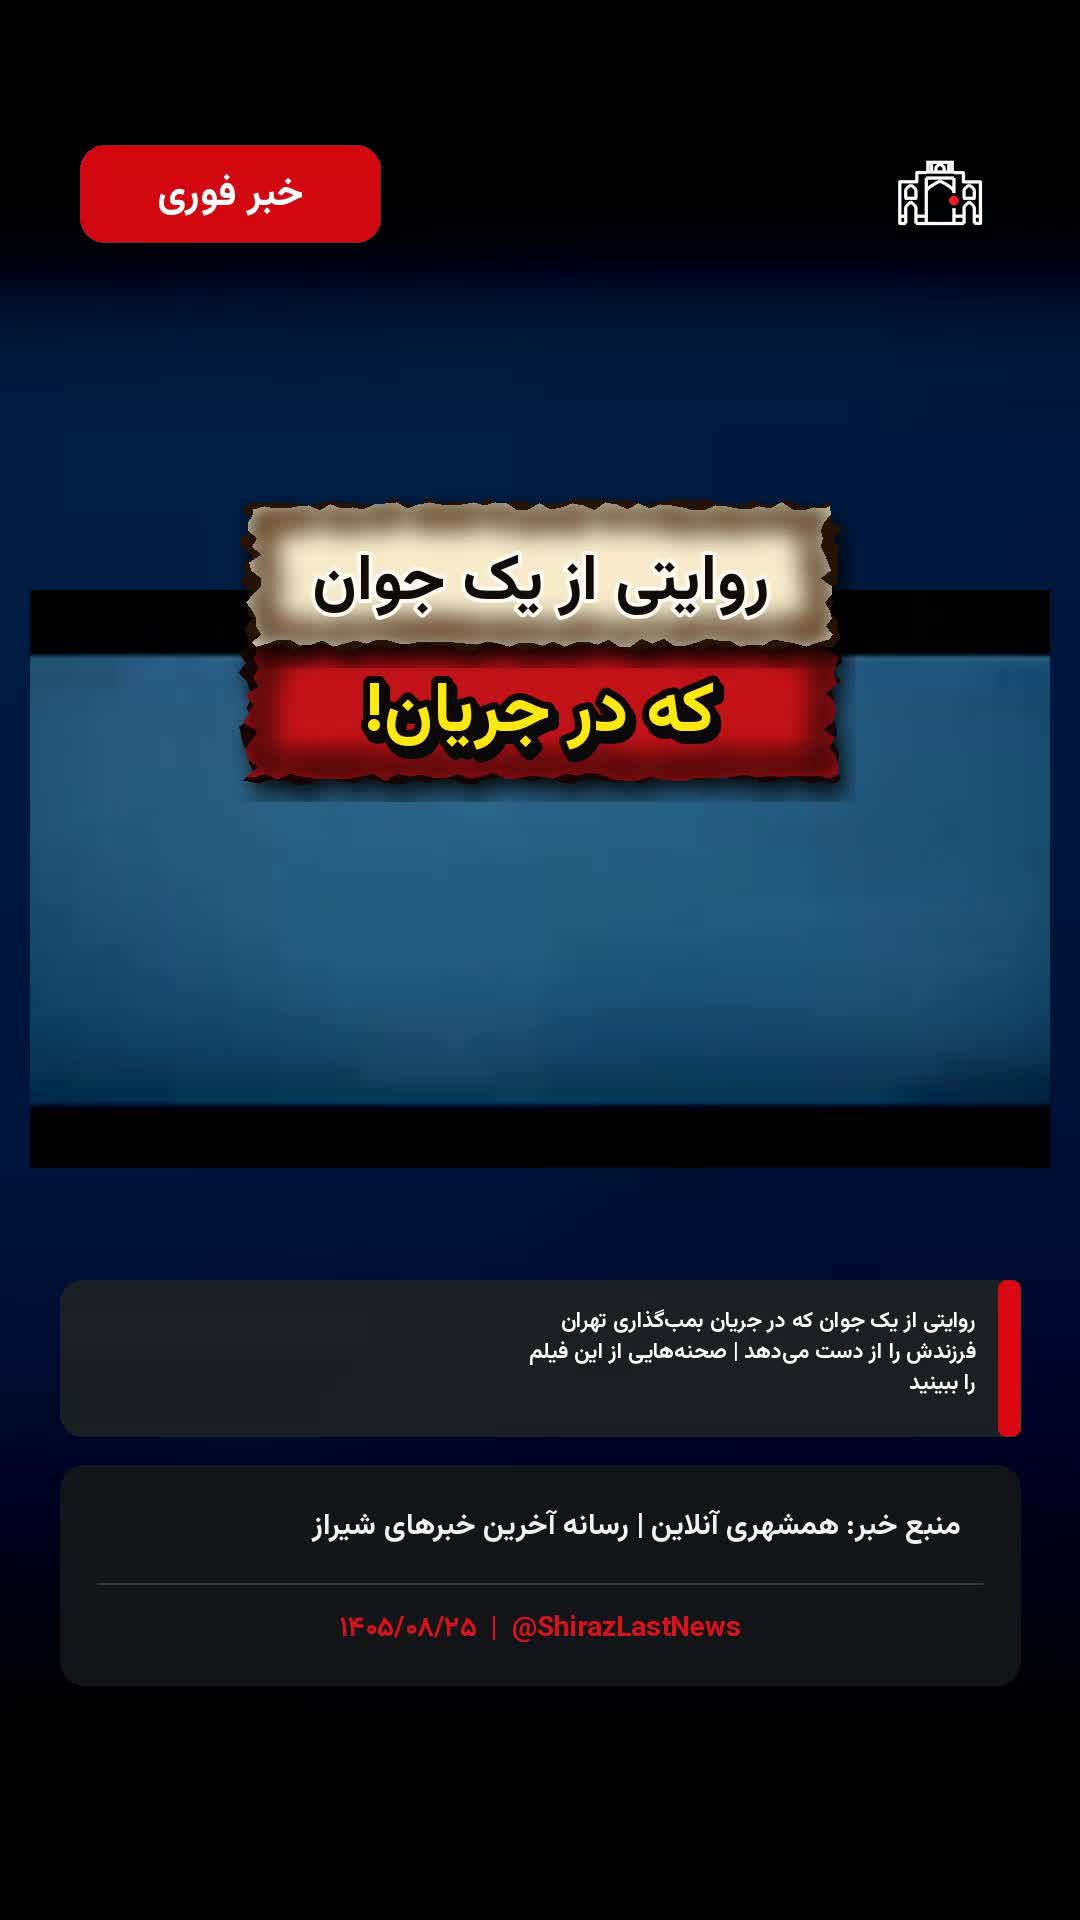 خبر فوری
روایتی از یک جوان
که در جریان!
روایتی از یک جوان که در جریان بمب‌گذاری تهران
فرزندش را از دست می‌دهد | صحنه‌هایی از این فیلم
را ببینید
منبع خبر: همشهری آنلاین | رسانه آخرین خبرهای شیراز
۱۴۰۵/۰۸/۲۵ | @ShirazLastNews